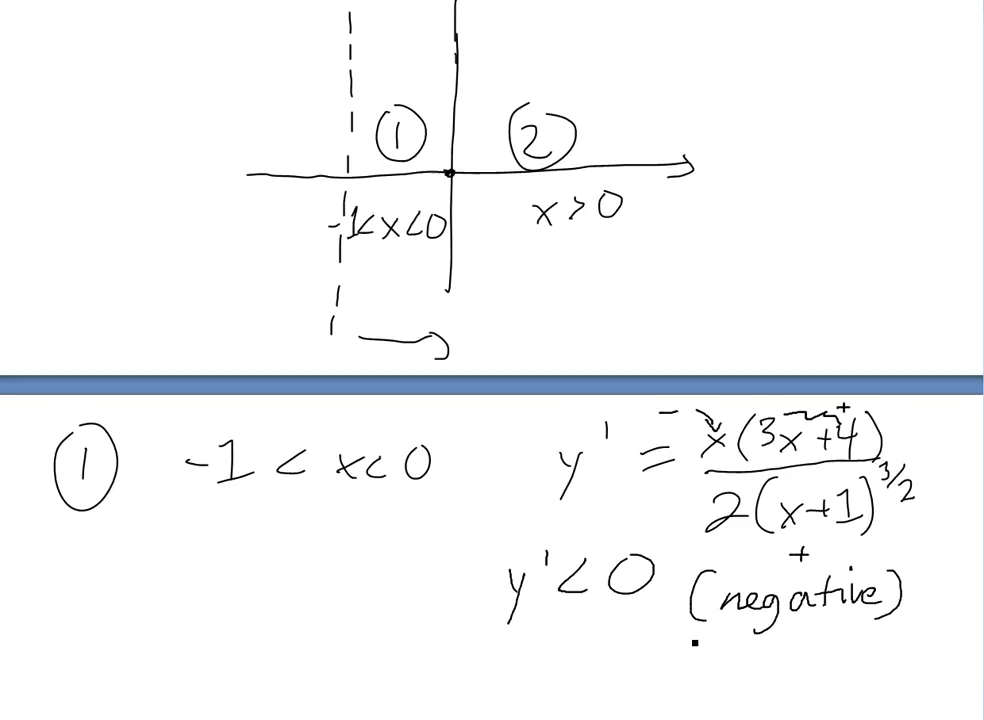 ① ②
-1<x<0 x>0
① -1 < x < 0 y' = x(3x+4) / 2(x+1)^3/2
- +
+
y' < 0 (negative)